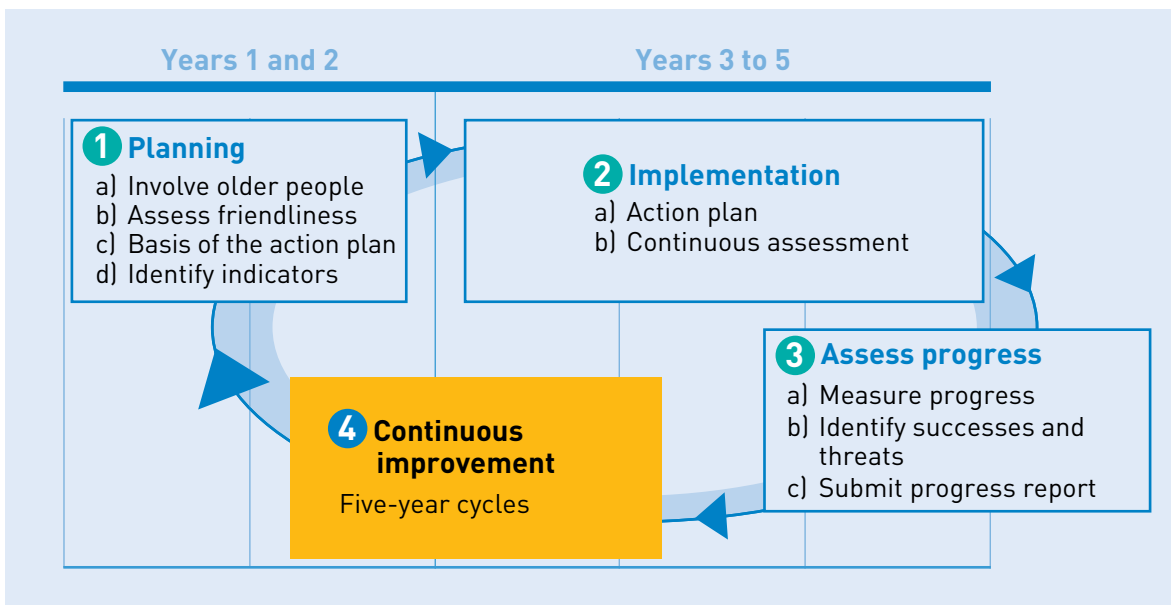 Years 1 and 2
Years 3 to 5
1 Planning
a) Involve older people
b) Assess friendliness
c) Basis of the action plan
d) Identify indicators
2 Implementation
a) Action plan
b) Continuous assessment
3 Assess progress
a) Measure progress
b) Identify successes and
threats
c) Submit progress report
4 Continuous
improvement
Five-year cycles